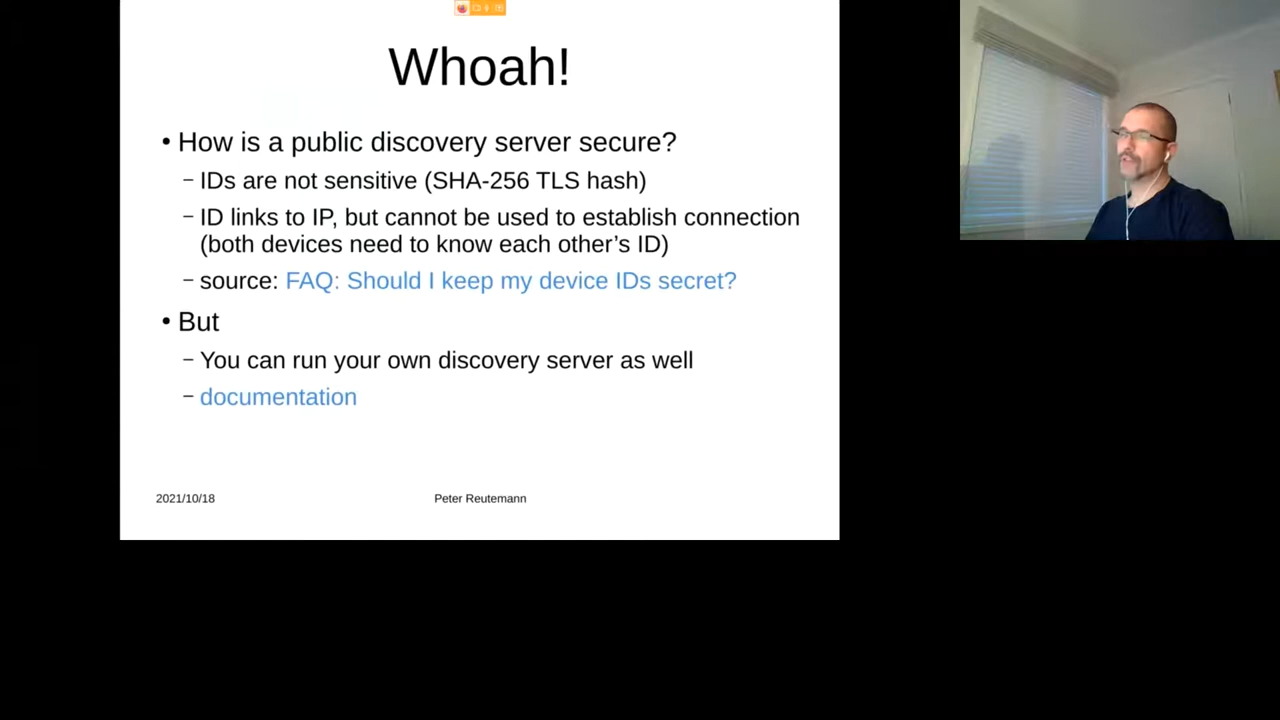 Whoah!
• How is a public discovery server secure?
– IDs are not sensitive (SHA-256 TLS hash)
– ID links to IP, but cannot be used to establish connection
(both devices need to know each other’s ID)
– source: FAQ: Should I keep my device IDs secret?
• But
– You can run your own discovery server as well
– documentation
2021/10/18
Peter Reutemann